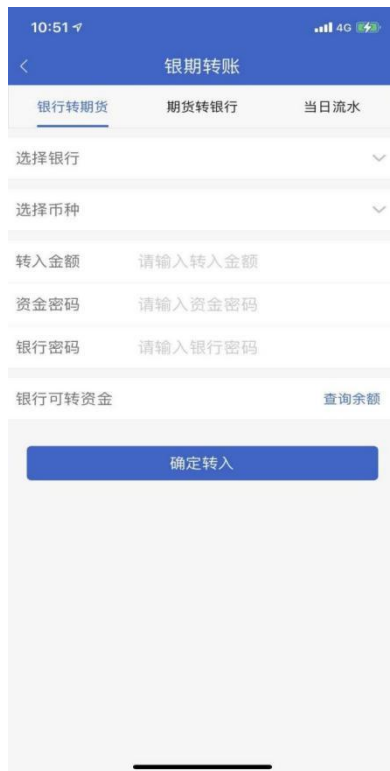 10:51 4G
银期转账
银行转期货 期货转银行 当日流水
选择银行
选择币种
转入金额 请输入转入金额
资金密码 请输入资金密码
银行密码 请输入银行密码
银行可转资金 查询余额
确定转入